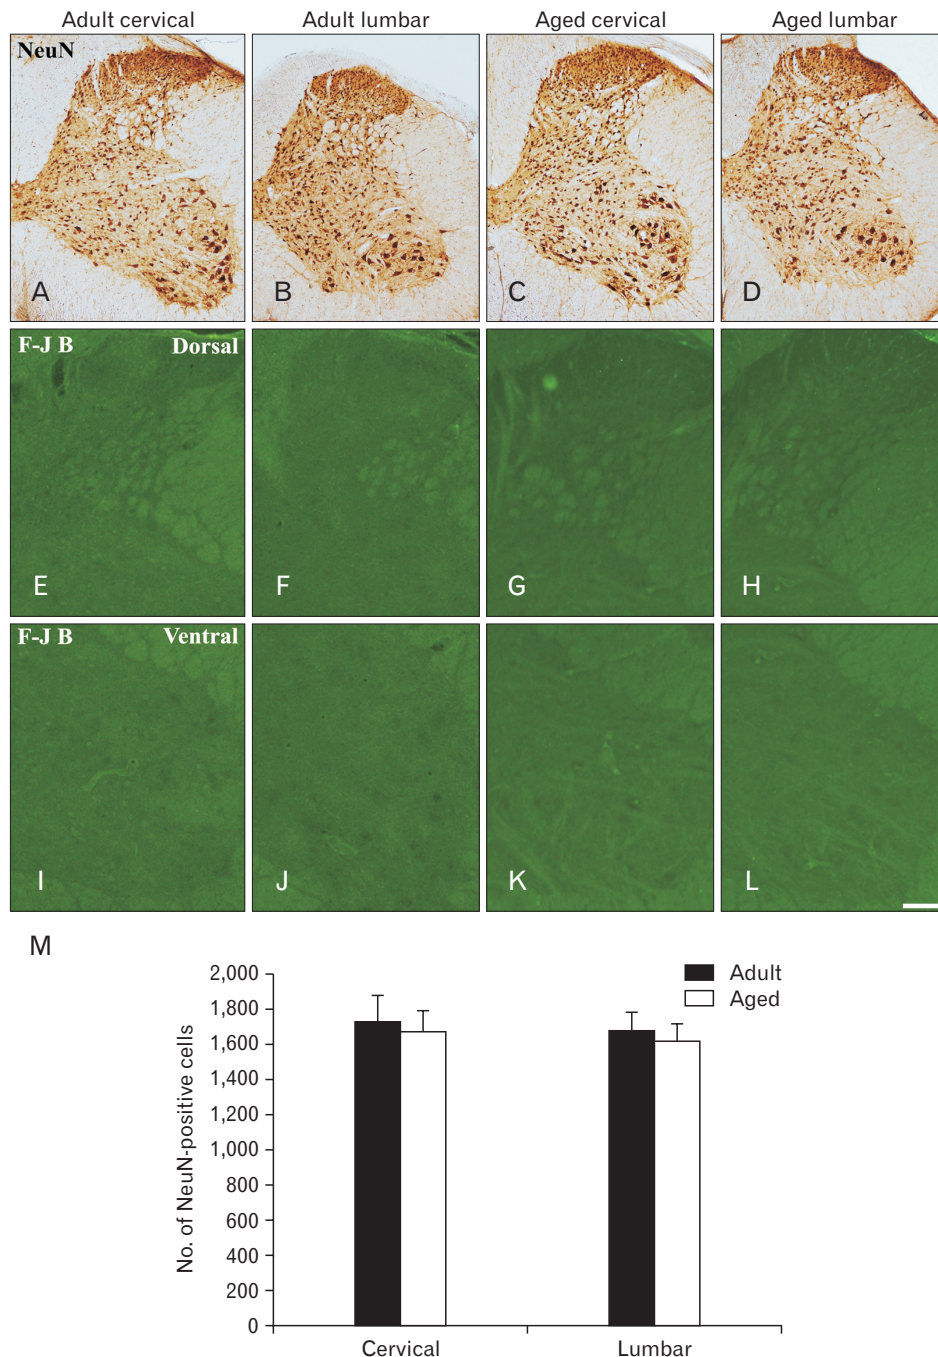 Adult cervical Adult lumbar Aged cervical Aged lumbar
NeuN
A B C D
F-J B Dorsal
E F G H
F-J B Ventral
I J K L
M
2,000
1,800
1,600
1,400
1,200
1,000
800
600
400
200
0
No. of NeuN-positive cells
Adult
Aged
Cervical Lumbar